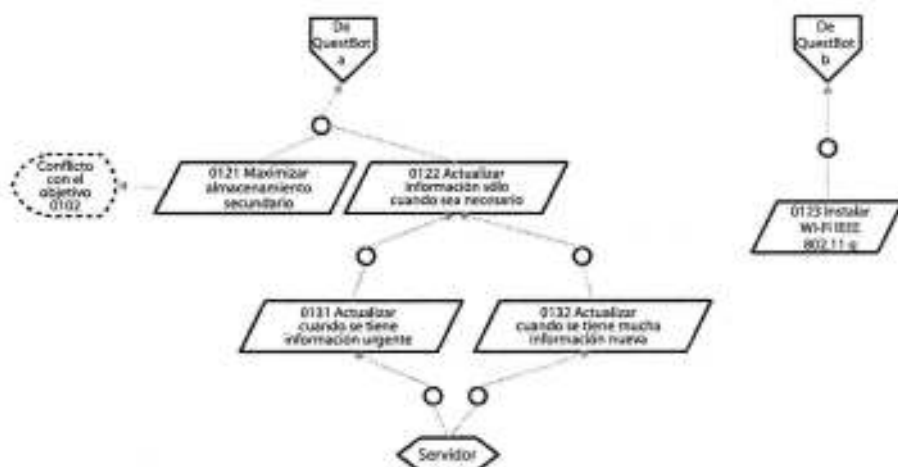 De
QuestBot
a
De
QuestBot
b
Conflicto
con el
objetivo
0102
0121 Maximizar
almacenamiento
secundario
0122 Actualizar
información sólo
cuando sea necesario
0123 Instalar
Wi-Fi IEEE
802.11 g
0131 Actualizar
cuando se tiene
información urgente
0132 Actualizar
cuando se tiene mucha
información nueva
Servidor